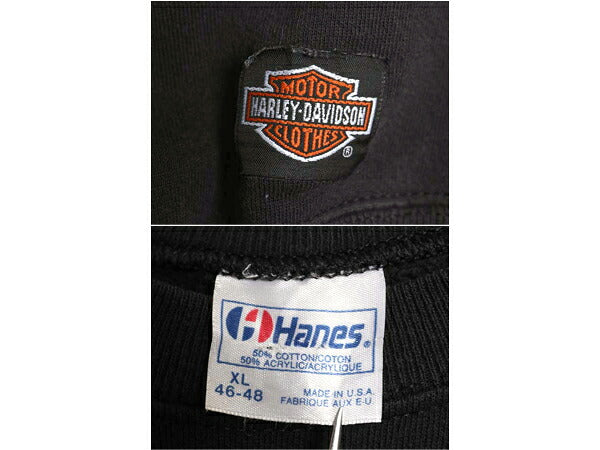 MOTOR
HARLEY-DAVIDSON
CLOTHES
®
Hanes®
50% COTTON/COTON
50% ACRYLIC/ACRYLIQUE
XL
46-48
MADE IN U.S.A.
FABRIQUE AUX E-U